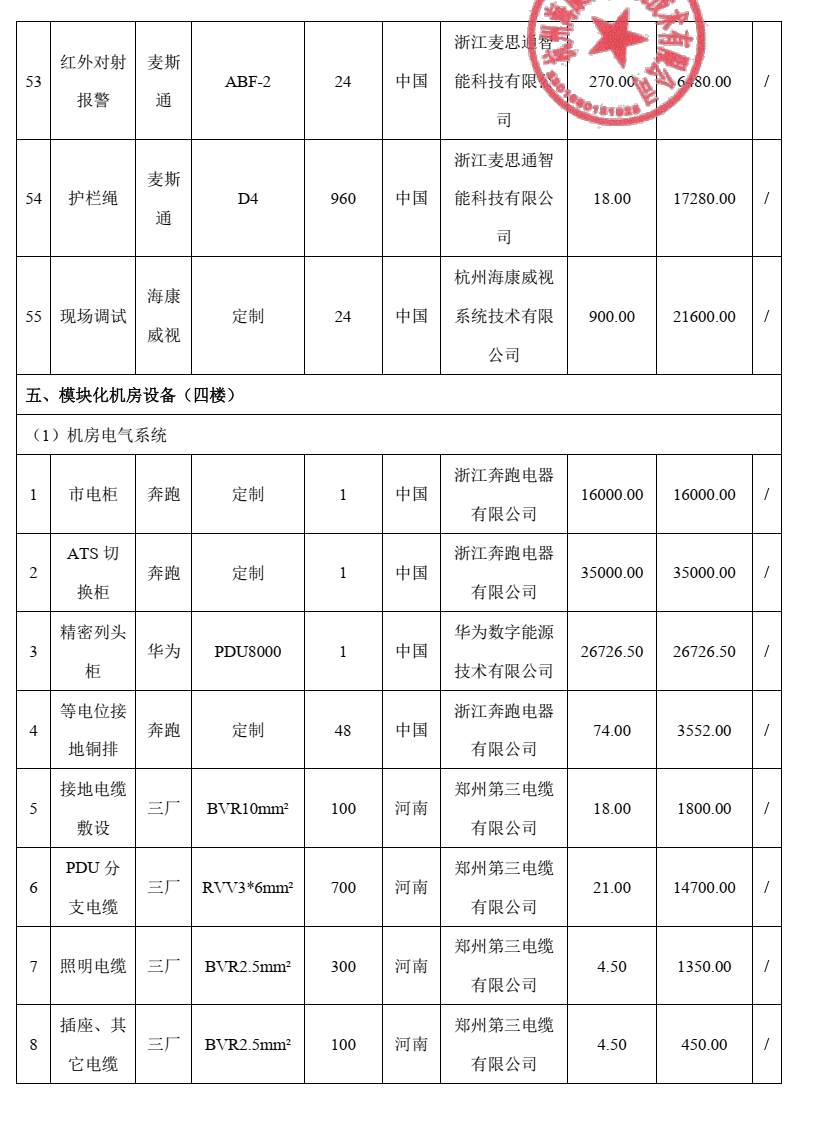 53 红外对射报警 麦斯通 ABF-2 24 中国 浙江麦思通智能科技有限公司 270.00 6480.00 /
54 护栏绳 麦斯通 D4 960 中国 浙江麦思通智能科技有限公司 18.00 17280.00 /
55 现场调试 海康威视 定制 24 中国 杭州海康威视系统技术有限公司 900.00 21600.00 /
五、模块化机房设备（四楼）
（1）机房电气系统
1 市电柜 奔跑 定制 1 中国 浙江奔跑电器有限公司 16000.00 16000.00 /
2 ATS 切换柜 奔跑 定制 1 中国 浙江奔跑电器有限公司 35000.00 35000.00 /
3 精密列头柜 华为 PDU8000 1 中国 华为数字能源技术有限公司 26726.50 26726.50 /
4 等电位接地铜排 奔跑 定制 48 中国 浙江奔跑电器有限公司 74.00 3552.00 /
5 接地电缆敷设 三厂 BVR10mm² 100 河南 郑州第三电缆有限公司 18.00 1800.00 /
6 PDU 分支电缆 三厂 RVV3*6mm² 700 河南 郑州第三电缆有限公司 21.00 14700.00 /
7 照明电缆 三厂 BVR2.5mm² 300 河南 郑州第三电缆有限公司 4.50 1350.00 /
8 插座、其它电缆 三厂 BVR2.5mm² 100 河南 郑州第三电缆有限公司 4.50 450.00 /